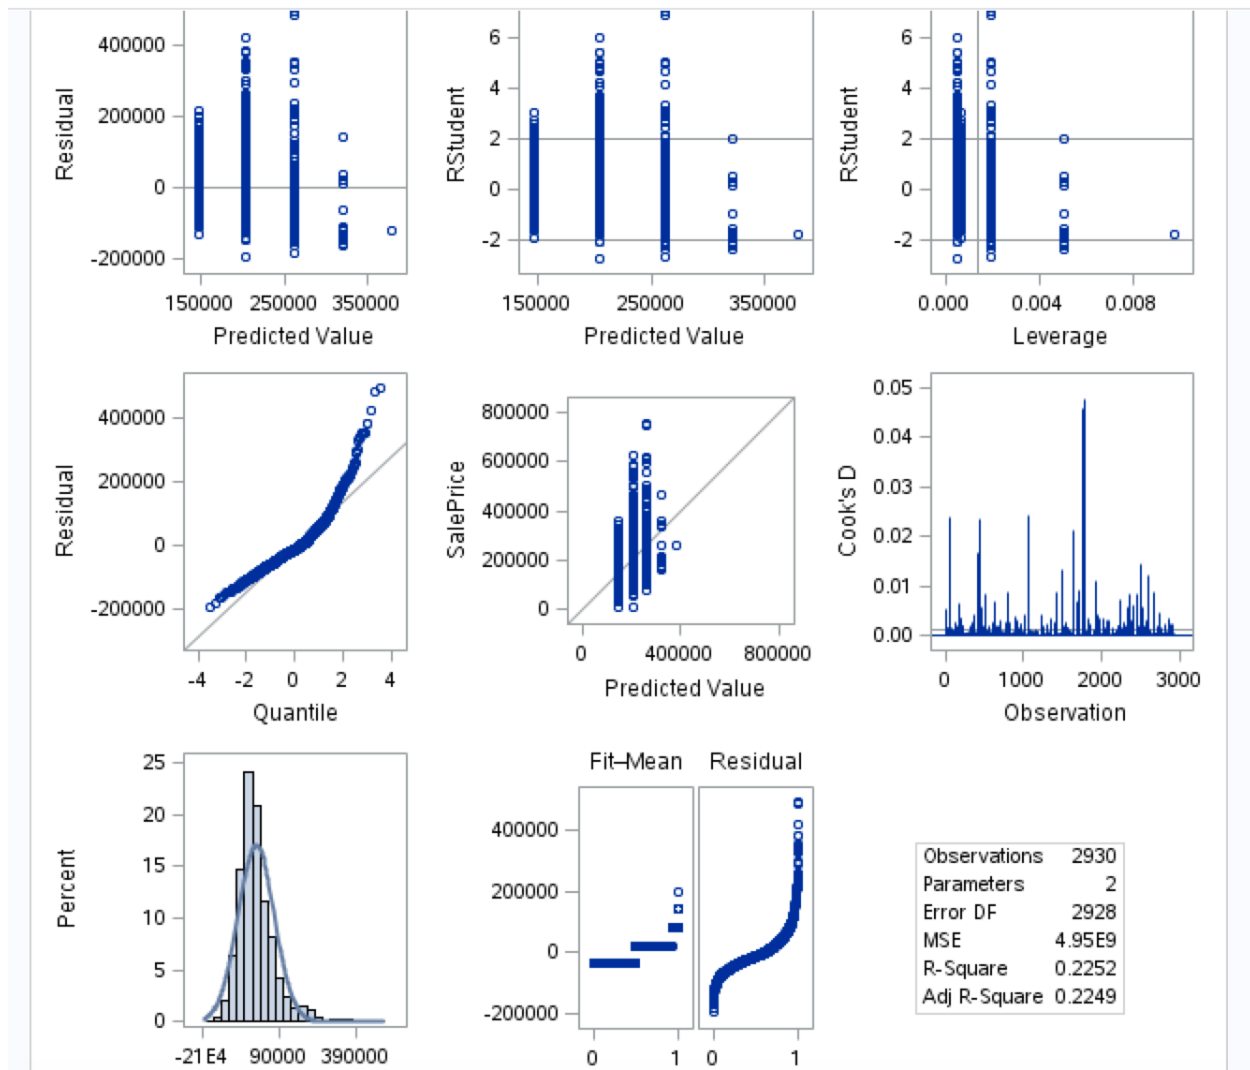 Residual
400000
200000
0
-200000
150000 250000 350000
Predicted Value
RStudent
6
4
2
0
-2
150000 250000 350000
Predicted Value
RStudent
6
4
2
0
-2
0.000 0.004 0.008
Leverage
Residual
400000
200000
0
-200000
-4 -2 0 2 4
Quantile
SalePrice
800000
600000
400000
200000
0
0 400000 800000
Predicted Value
Cook's D
0.05
0.04
0.03
0.02
0.01
0.00
0 1000 2000 3000
Observation
Percent
25
20
15
10
5
0
-21E4 90000 390000
Fit–Mean Residual
400000
200000
0
-200000
0 1 0 1
Observations 2930
Parameters 2
Error DF 2928
MSE 4.95E9
R-Square 0.2252
Adj R-Square 0.2249